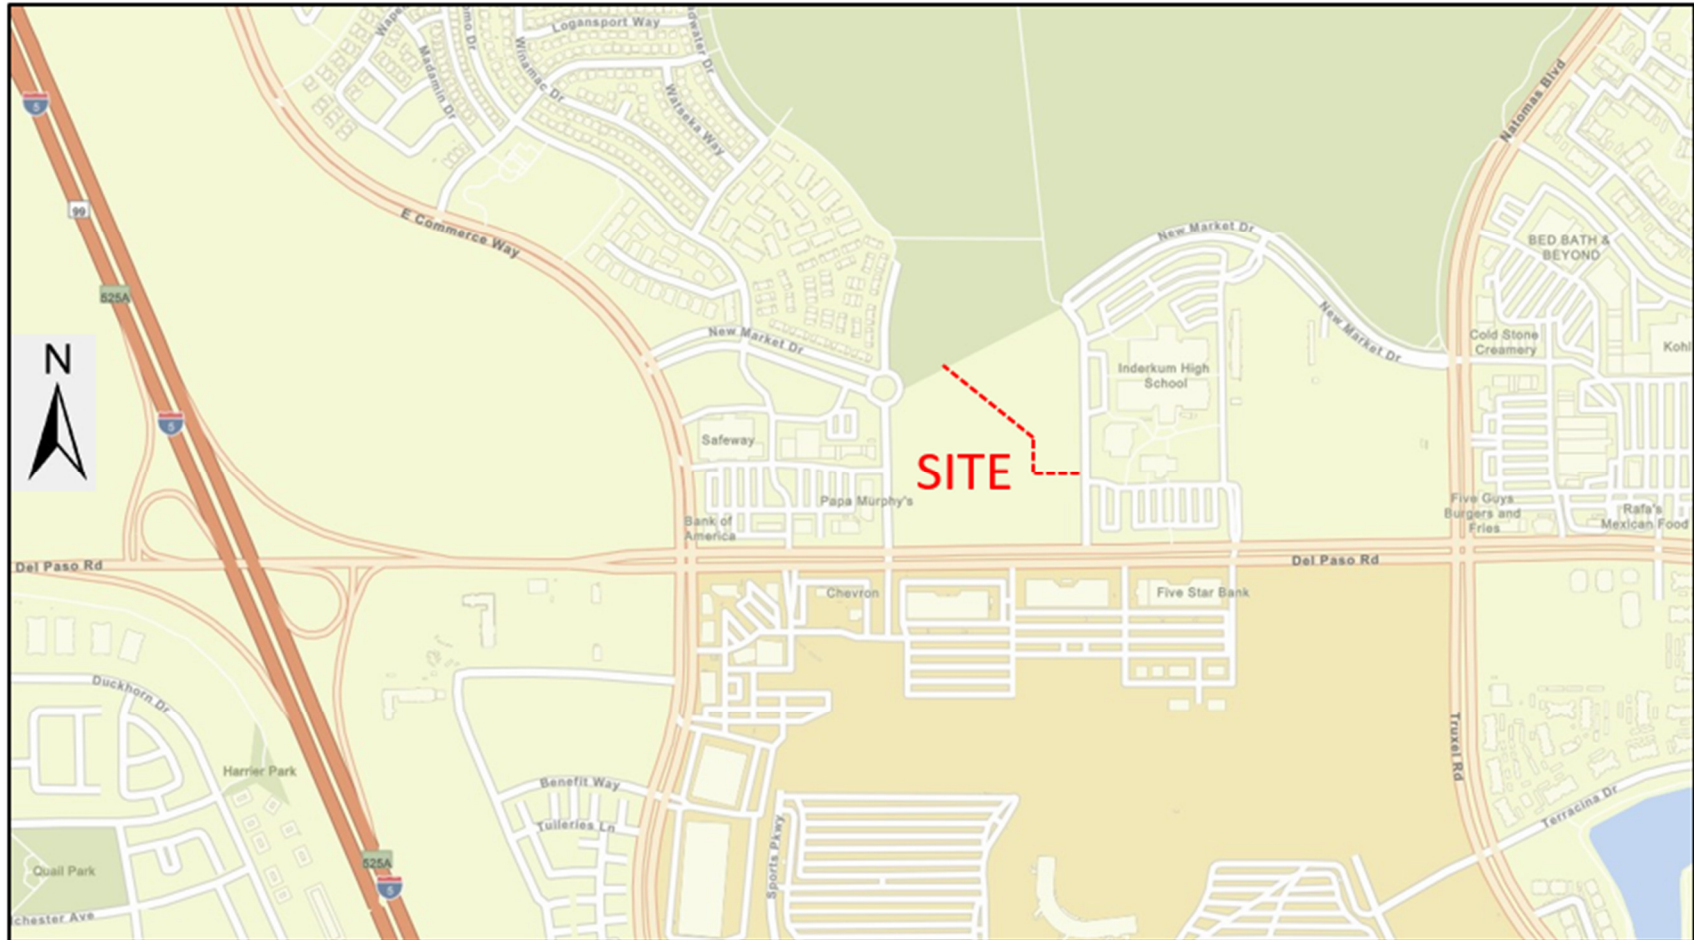 Logansport Way
Madamin Dr
Winamac Dr
Watseka Way
Natomas Blvd
5
99
E Commerce Way
New Market Dr
BED BATH &
BEYOND
525A
New Market Dr
New Market Dr
Cold Stone
Creamery
Kohl
N
Inderkum High
School
5
Safeway
SITE
Papa Murphy's
Bank of
America
Five Guys
Burgers and
Fries
Rafa's
Mexican Food
Del Paso Rd
Del Paso Rd
Chevron
Five Star Bank
Duckhorn Dr
Truxel Rd
Harrier Park
Benefit Way
Terracina Dr
Tuileries Ln
Sports Pkwy
525A
Quail Park
5
chester Ave